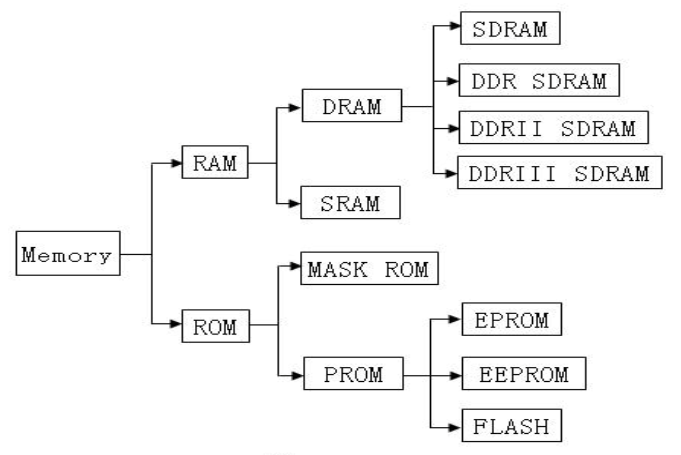 SDRAM
DDR SDRAM
DRAM
DDRII SDRAM
RAM
DDRIII SDRAM
SRAM
Memory
MASK ROM
ROM
EPROM
PROM
EEPROM
FLASH